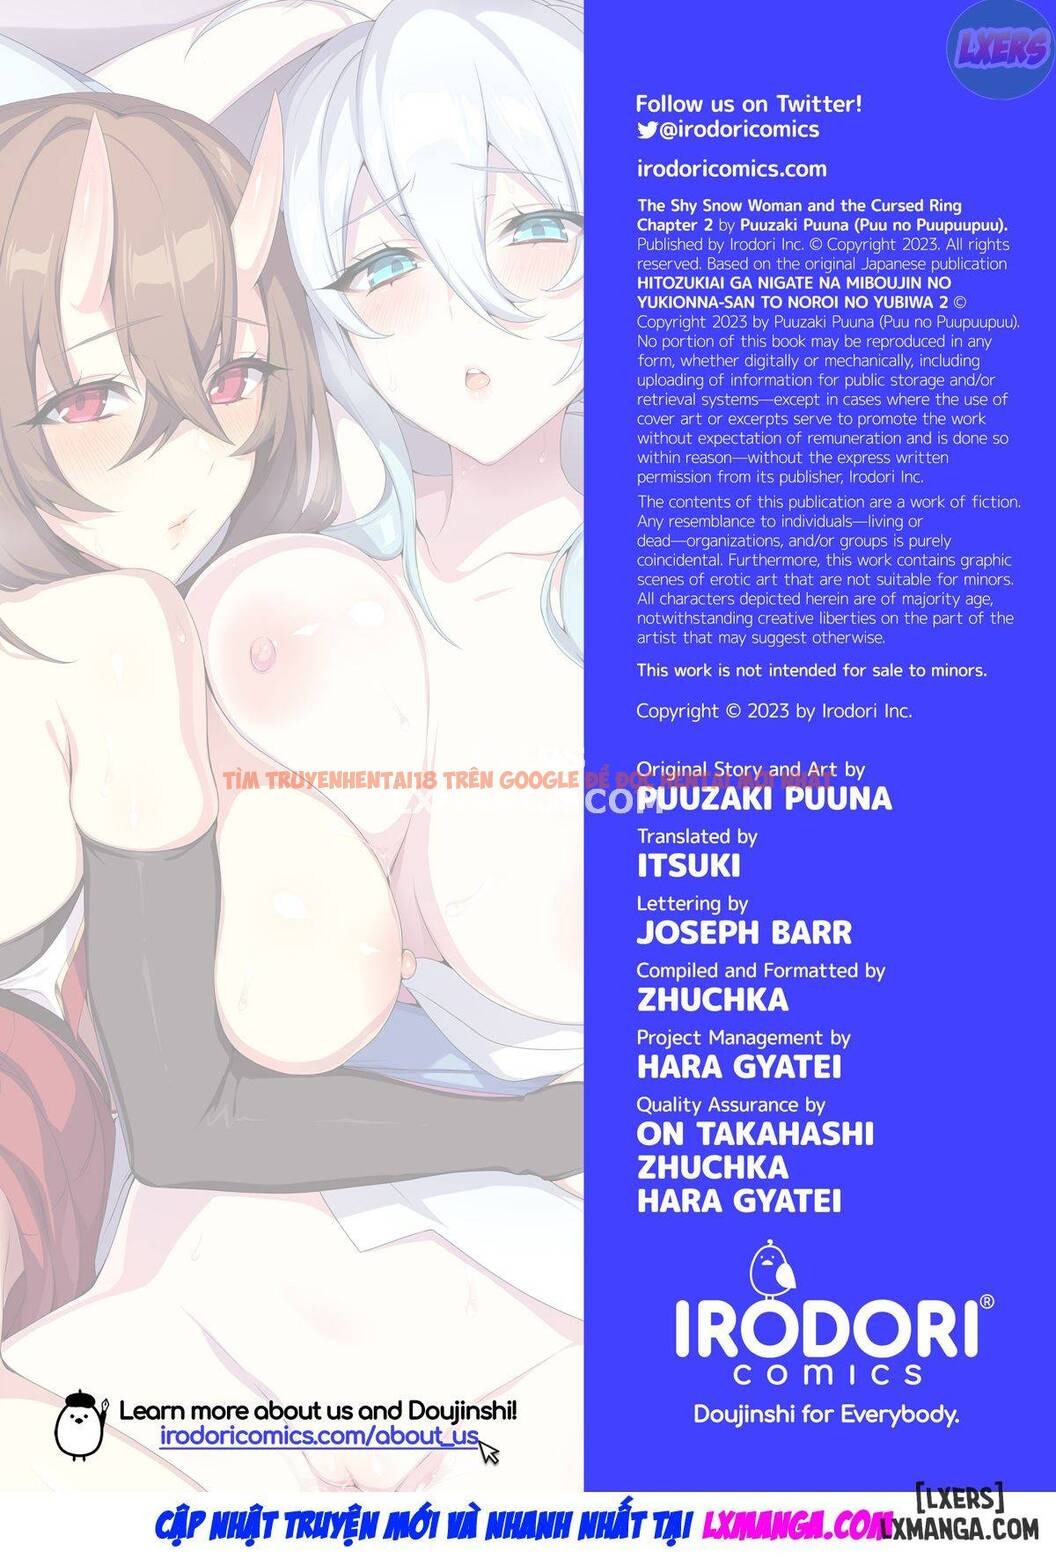 LXERS
Follow us on Twitter!
@irodoricomics
irodoricomics.com
The Shy Snow Woman and the Cursed Ring
Chapter 2 by Puuzaki Puuna (Puu no Puupuupuu).
Published by Irodori Inc. © Copyright 2023. All rights
reserved. Based on the original Japanese publication
HITOZUKIAI GA NIGATE NA MIBOUJIN NO
YUKIONNA-SAN TO NOROI NO YUBIWA 2 ©
Copyright 2023 by Puuzaki Puuna (Puu no Puupuupuu).
No portion of this book may be reproduced in any
form, whether digitally or mechanically, including
uploading of information for public storage and/or
retrieval systems—except in cases where the use of
cover art or excerpts serve to promote the work
without expectation of remuneration and is done so
within reason—without the express written
permission from its publisher, Irodori Inc.
The contents of this publication are a work of fiction.
Any resemblance to individuals—living or
dead—organizations, and/or groups is purely
coincidental. Furthermore, this work contains graphic
scenes of erotic art that are not suitable for minors.
All characters depicted herein are of majority age,
notwithstanding creative liberties on the part of the
artist that may suggest otherwise.
This work is not intended for sale to minors.
Copyright © 2023 by Irodori Inc.
Original Story and Art by
TÌM TRUYENHENTAI18 TRÊN GOOGLE ĐỂ ĐỌC HENTAI MỚI NHẤT
PUUZAKI PUUNA
Translated by
ITSUKI
Lettering by
JOSEPH BARR
Compiled and Formatted by
ZHUCHKA
Project Management by
HARA GYATEI
Quality Assurance by
ON TAKAHASHI
ZHUCHKA
HARA GYATEI
IRODORI®
COMICS
Doujinshi for Everybody.
Learn more about us and Doujinshi!
irodoricomics.com/about_us
[LXERS]
CẬP NHẬT TRUYỆN MỚI VÀ NHANH NHẤT TẠI LXMANGA.COM
LXMANGA.COM